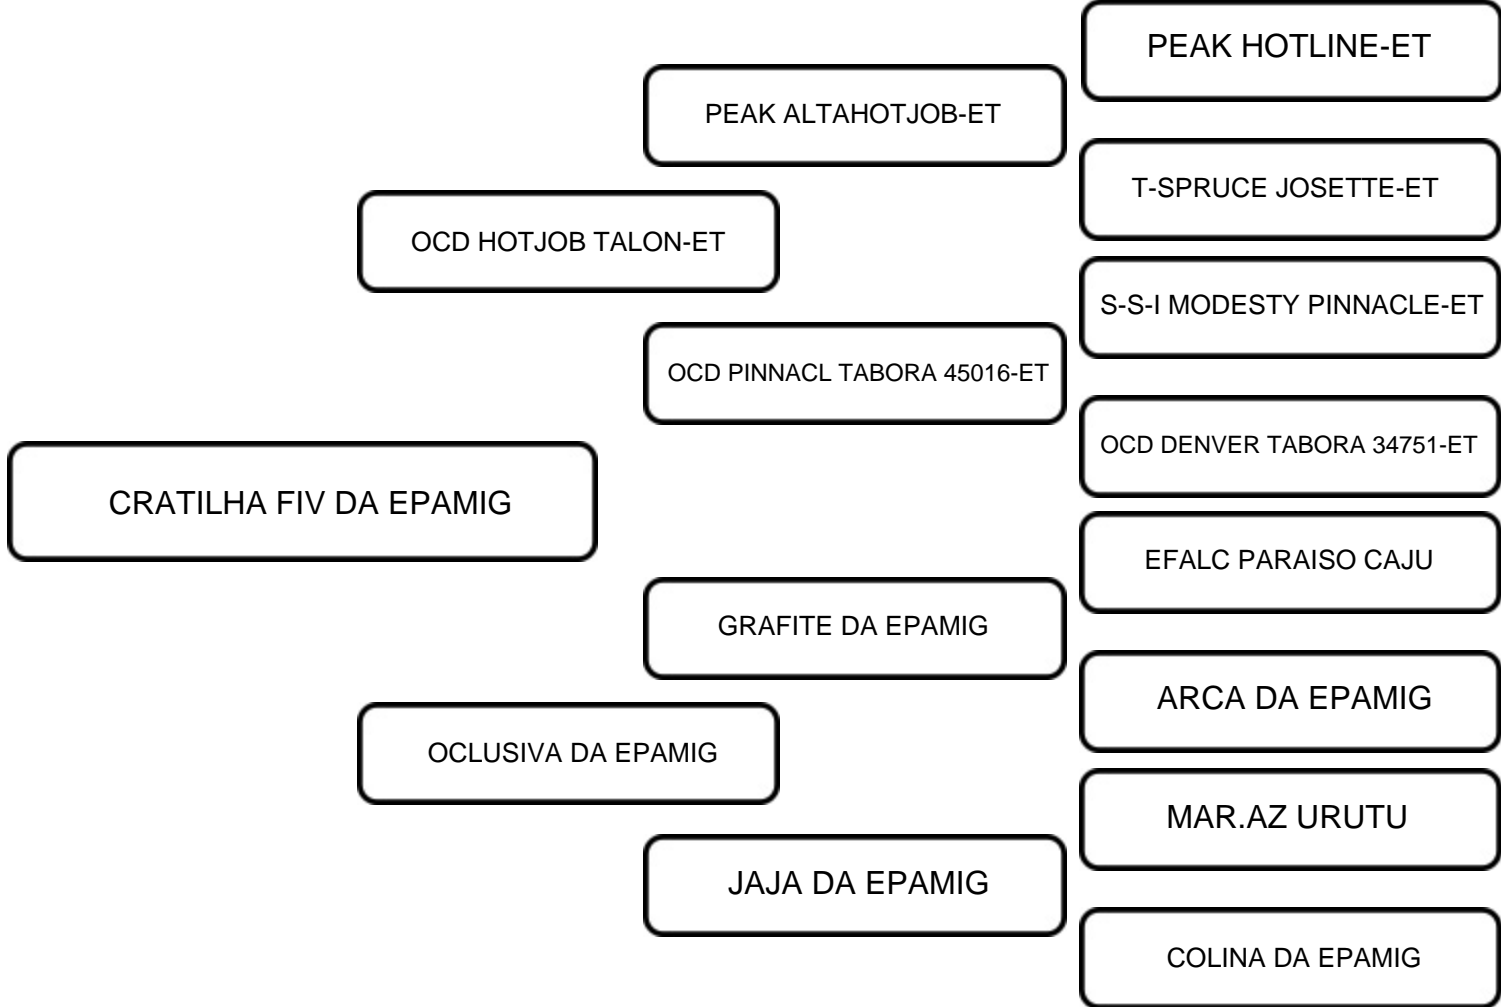 PEAK HOTLINE-ET
PEAK ALTAHOTJOB-ET
T-SPRUCE JOSETTE-ET
OCD HOTJOB TALON-ET
S-S-I MODESTY PINNACLE-ET
OCD PINNACL TABORA 45016-ET
OCD DENVER TABORA 34751-ET
CRATILHA FIV DA EPAMIG
EFALC PARAISO CAJU
GRAFITE DA EPAMIG
ARCA DA EPAMIG
OCLUSIVA DA EPAMIG
MAR.AZ URUTU
JAJA DA EPAMIG
COLINA DA EPAMIG